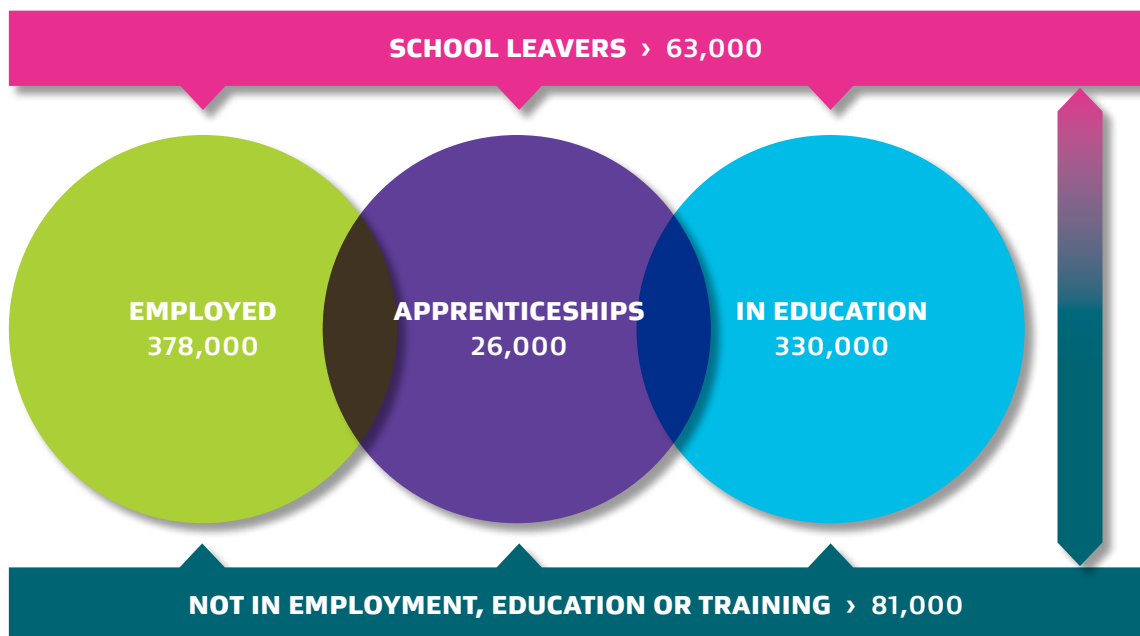 SCHOOL LEAVERS › 63,000
EMPLOYED
378,000
APPRENTICESHIPS
26,000
IN EDUCATION
330,000
NOT IN EMPLOYMENT, EDUCATION OR TRAINING › 81,000